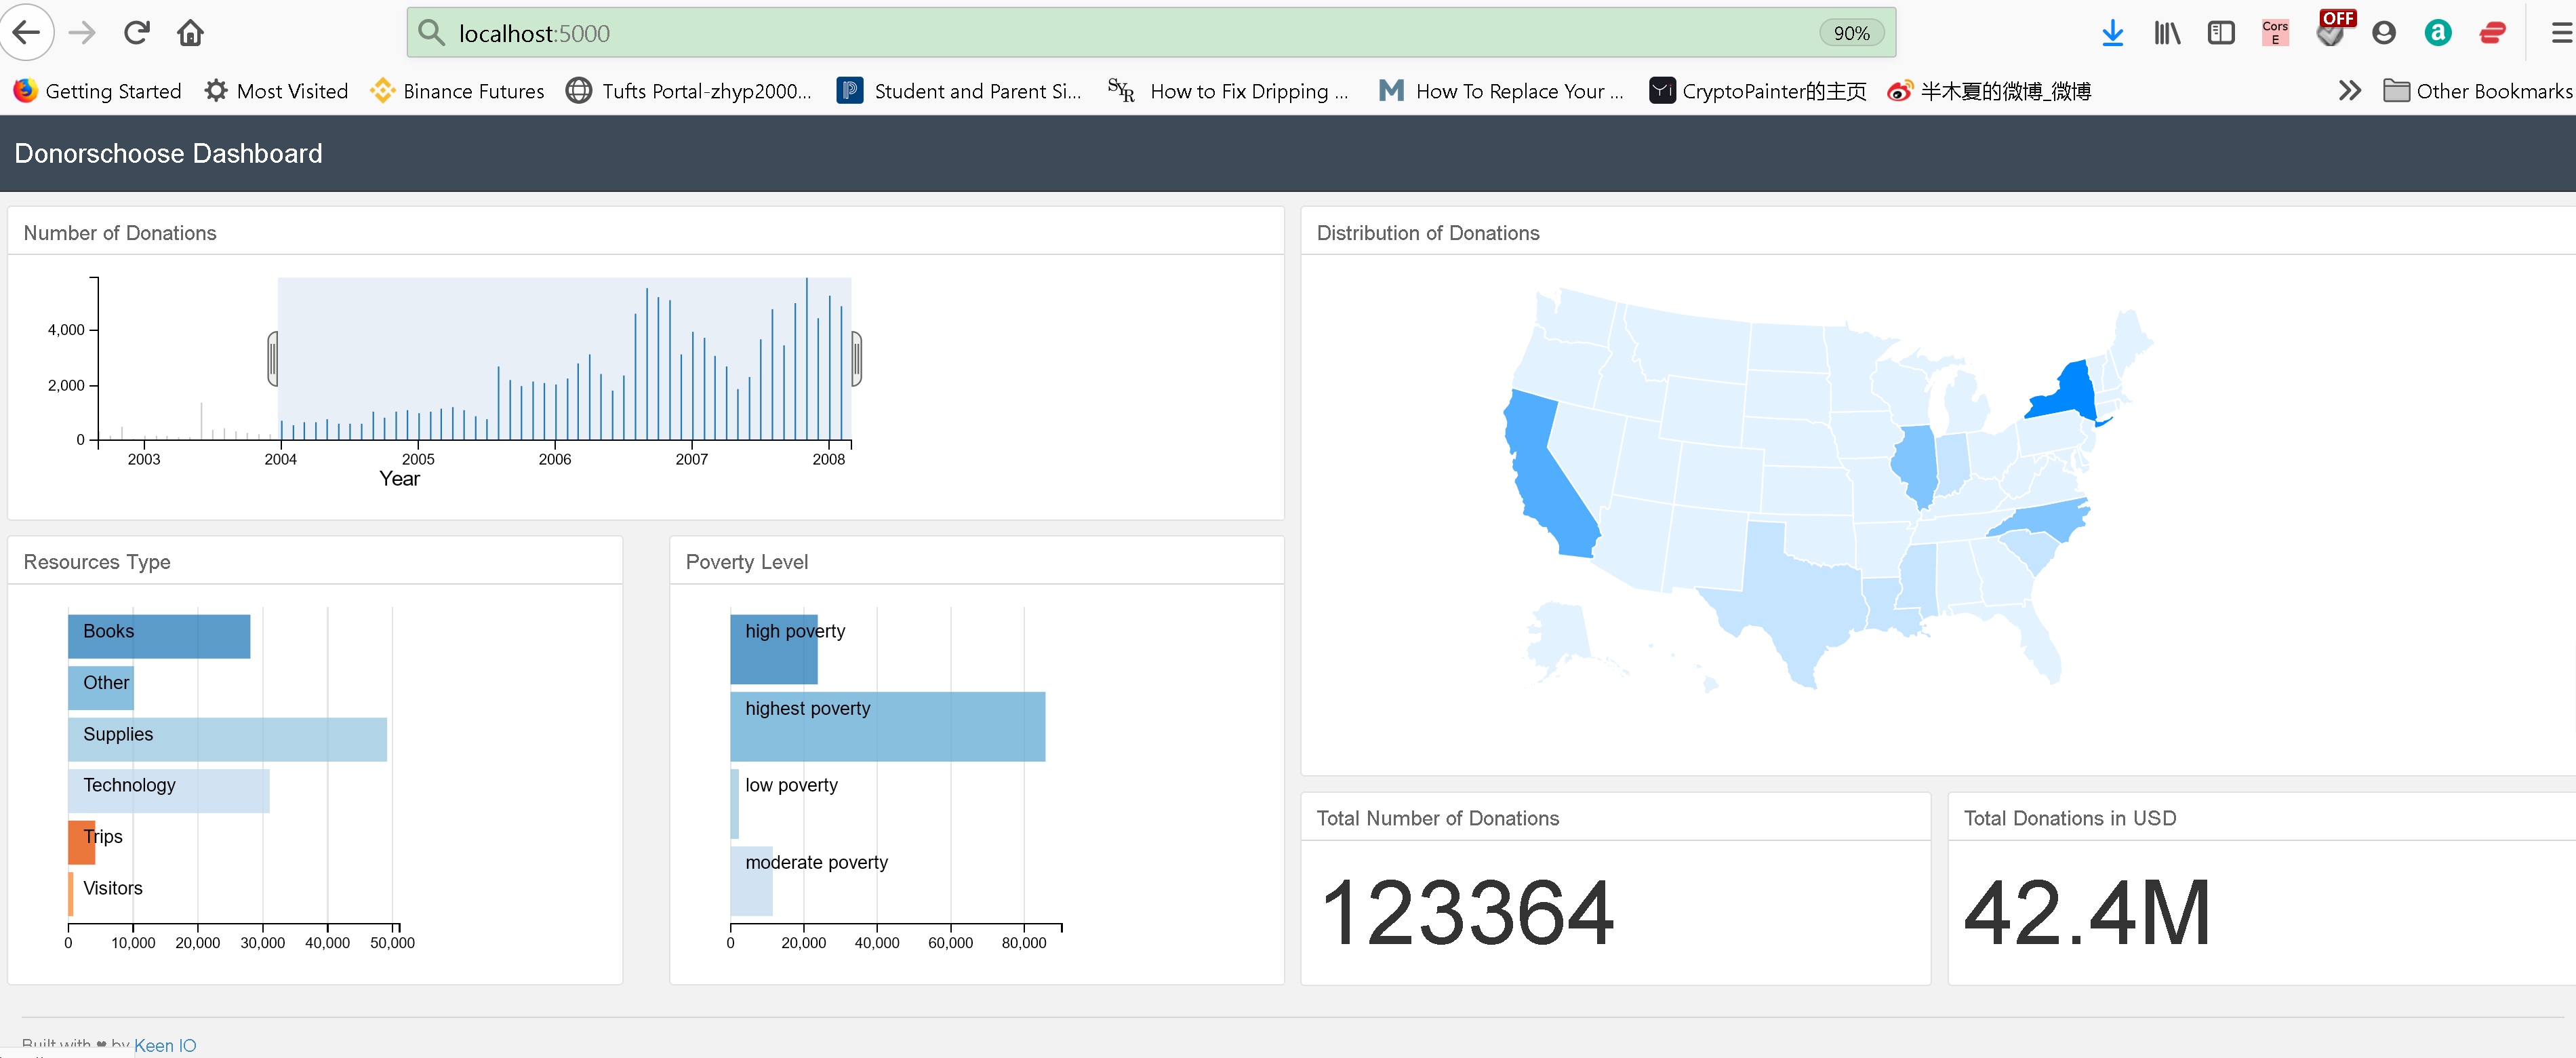 localhost:5000
90%
Cors
E
OFF
a
Getting Started
Most Visited
Binance Futures
Tufts Portal-zhyp2000...
Student and Parent Si...
SYR
How to Fix Dripping ...
M
How To Replace Your ...
CryptoPainter的主页
半木夏的微博_微博
Other Bookmarks
Donorschoose Dashboard
Number of Donations
4,000
2,000
0
2003
2004
2005
2006
2007
2008
Year
Distribution of Donations
Resources Type
Books
Other
Supplies
Technology
Trips
Visitors
0
10,000
20,000
30,000
40,000
50,000
Poverty Level
high poverty
highest poverty
low poverty
moderate poverty
0
20,000
40,000
60,000
80,000
Total Number of Donations
123364
Total Donations in USD
42.4M
Built with ♥ by Keen IO